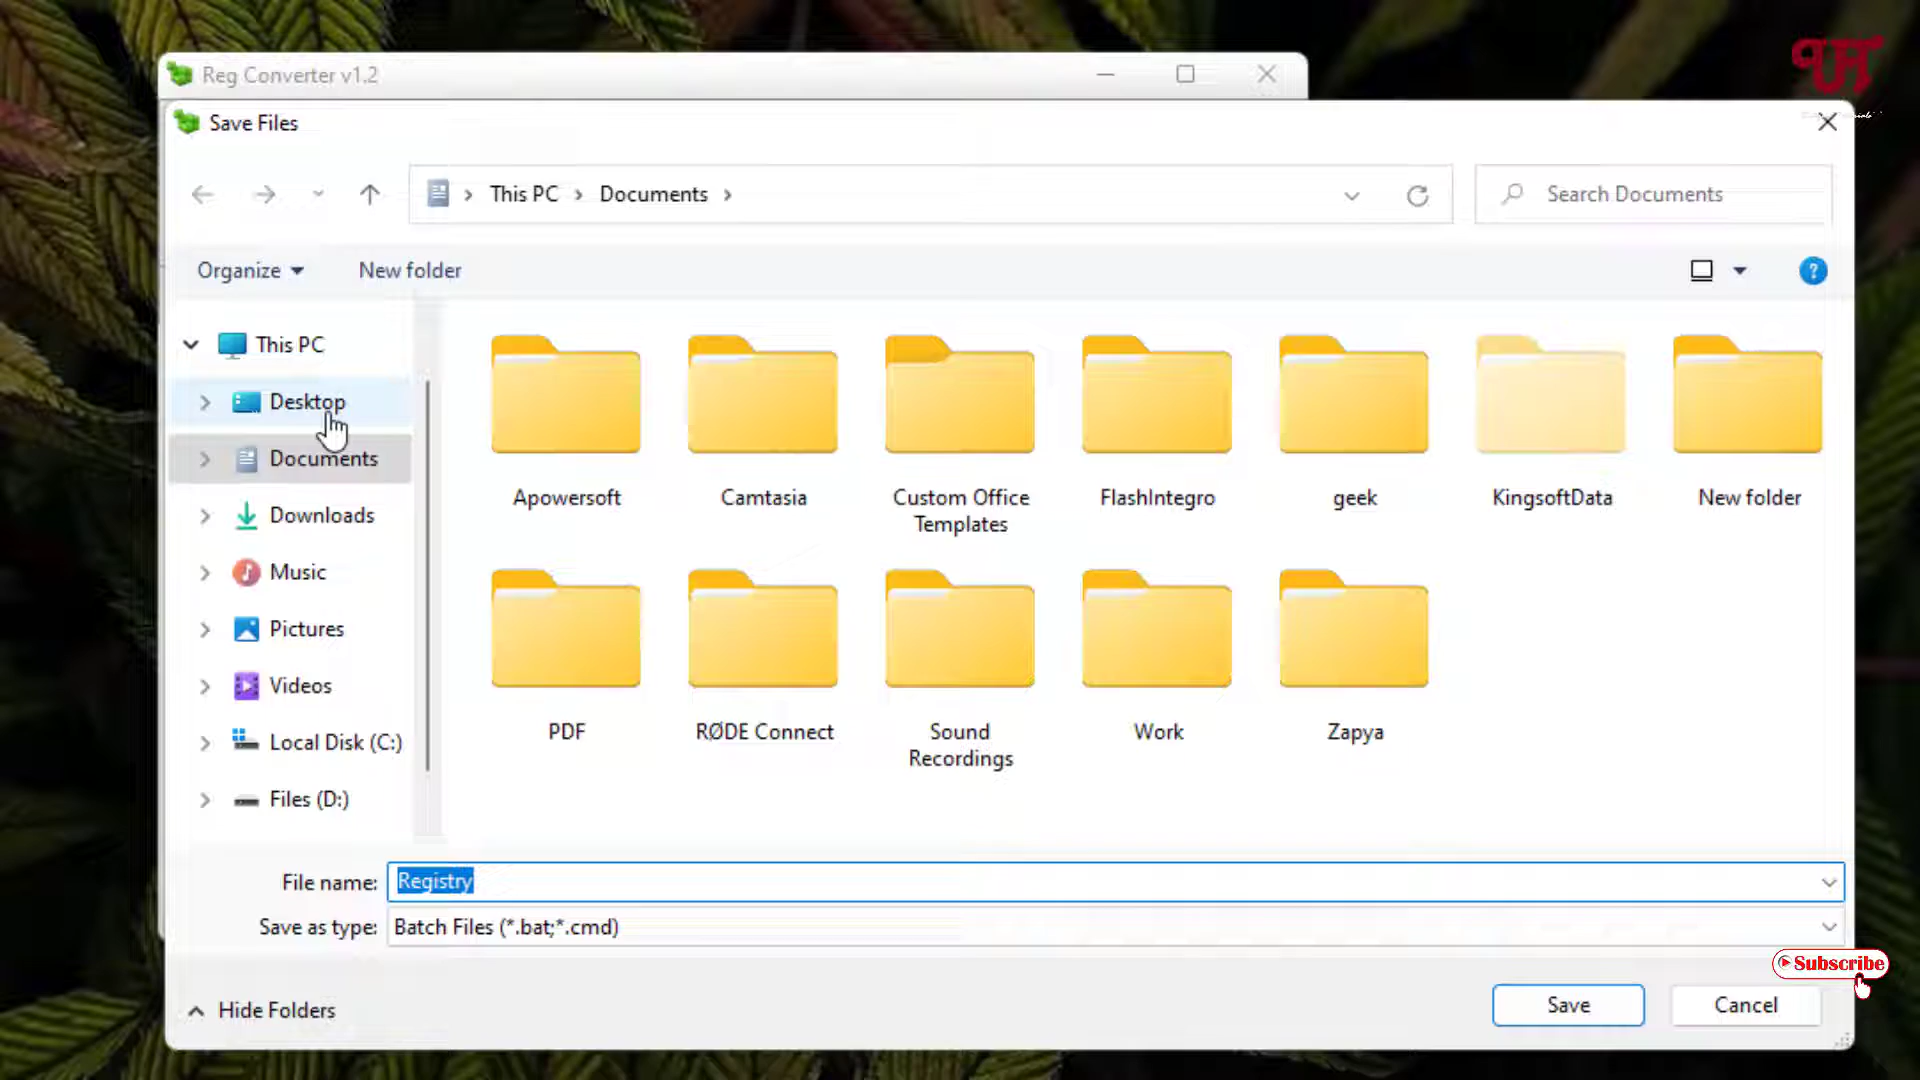 Reg Converter v1.2
UH
Save Files
This PC
Documents
Search Documents
Organize
New folder
This PC
Desktop
Documents
Downloads
Music
Pictures
Videos
Local Disk (C:)
Files (D:)
Apowersoft
Camtasia
Custom Office
Templates
FlashIntegro
geek
KingsoftData
New folder
PDF
RØDE Connect
Sound
Recordings
Work
Zapya
File name: Registry
Save as type: Batch Files (*.bat;*.cmd)
Subscribe
Hide Folders
Save
Cancel